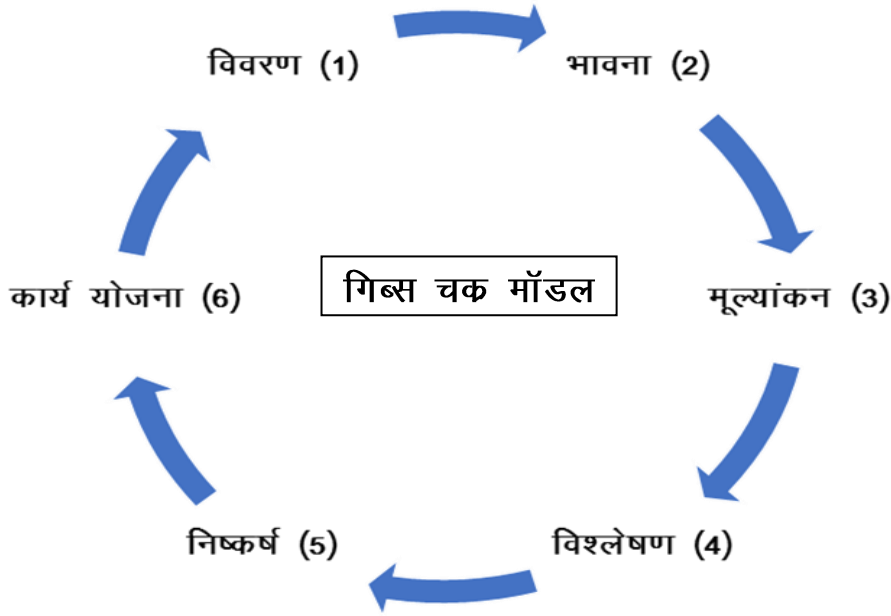 विवरण (1)
भावना (2)
मूल्यांकन (3)
विश्लेषण (4)
निष्कर्ष (5)
कार्य योजना (6)
गिब्स चक्र मॉडल